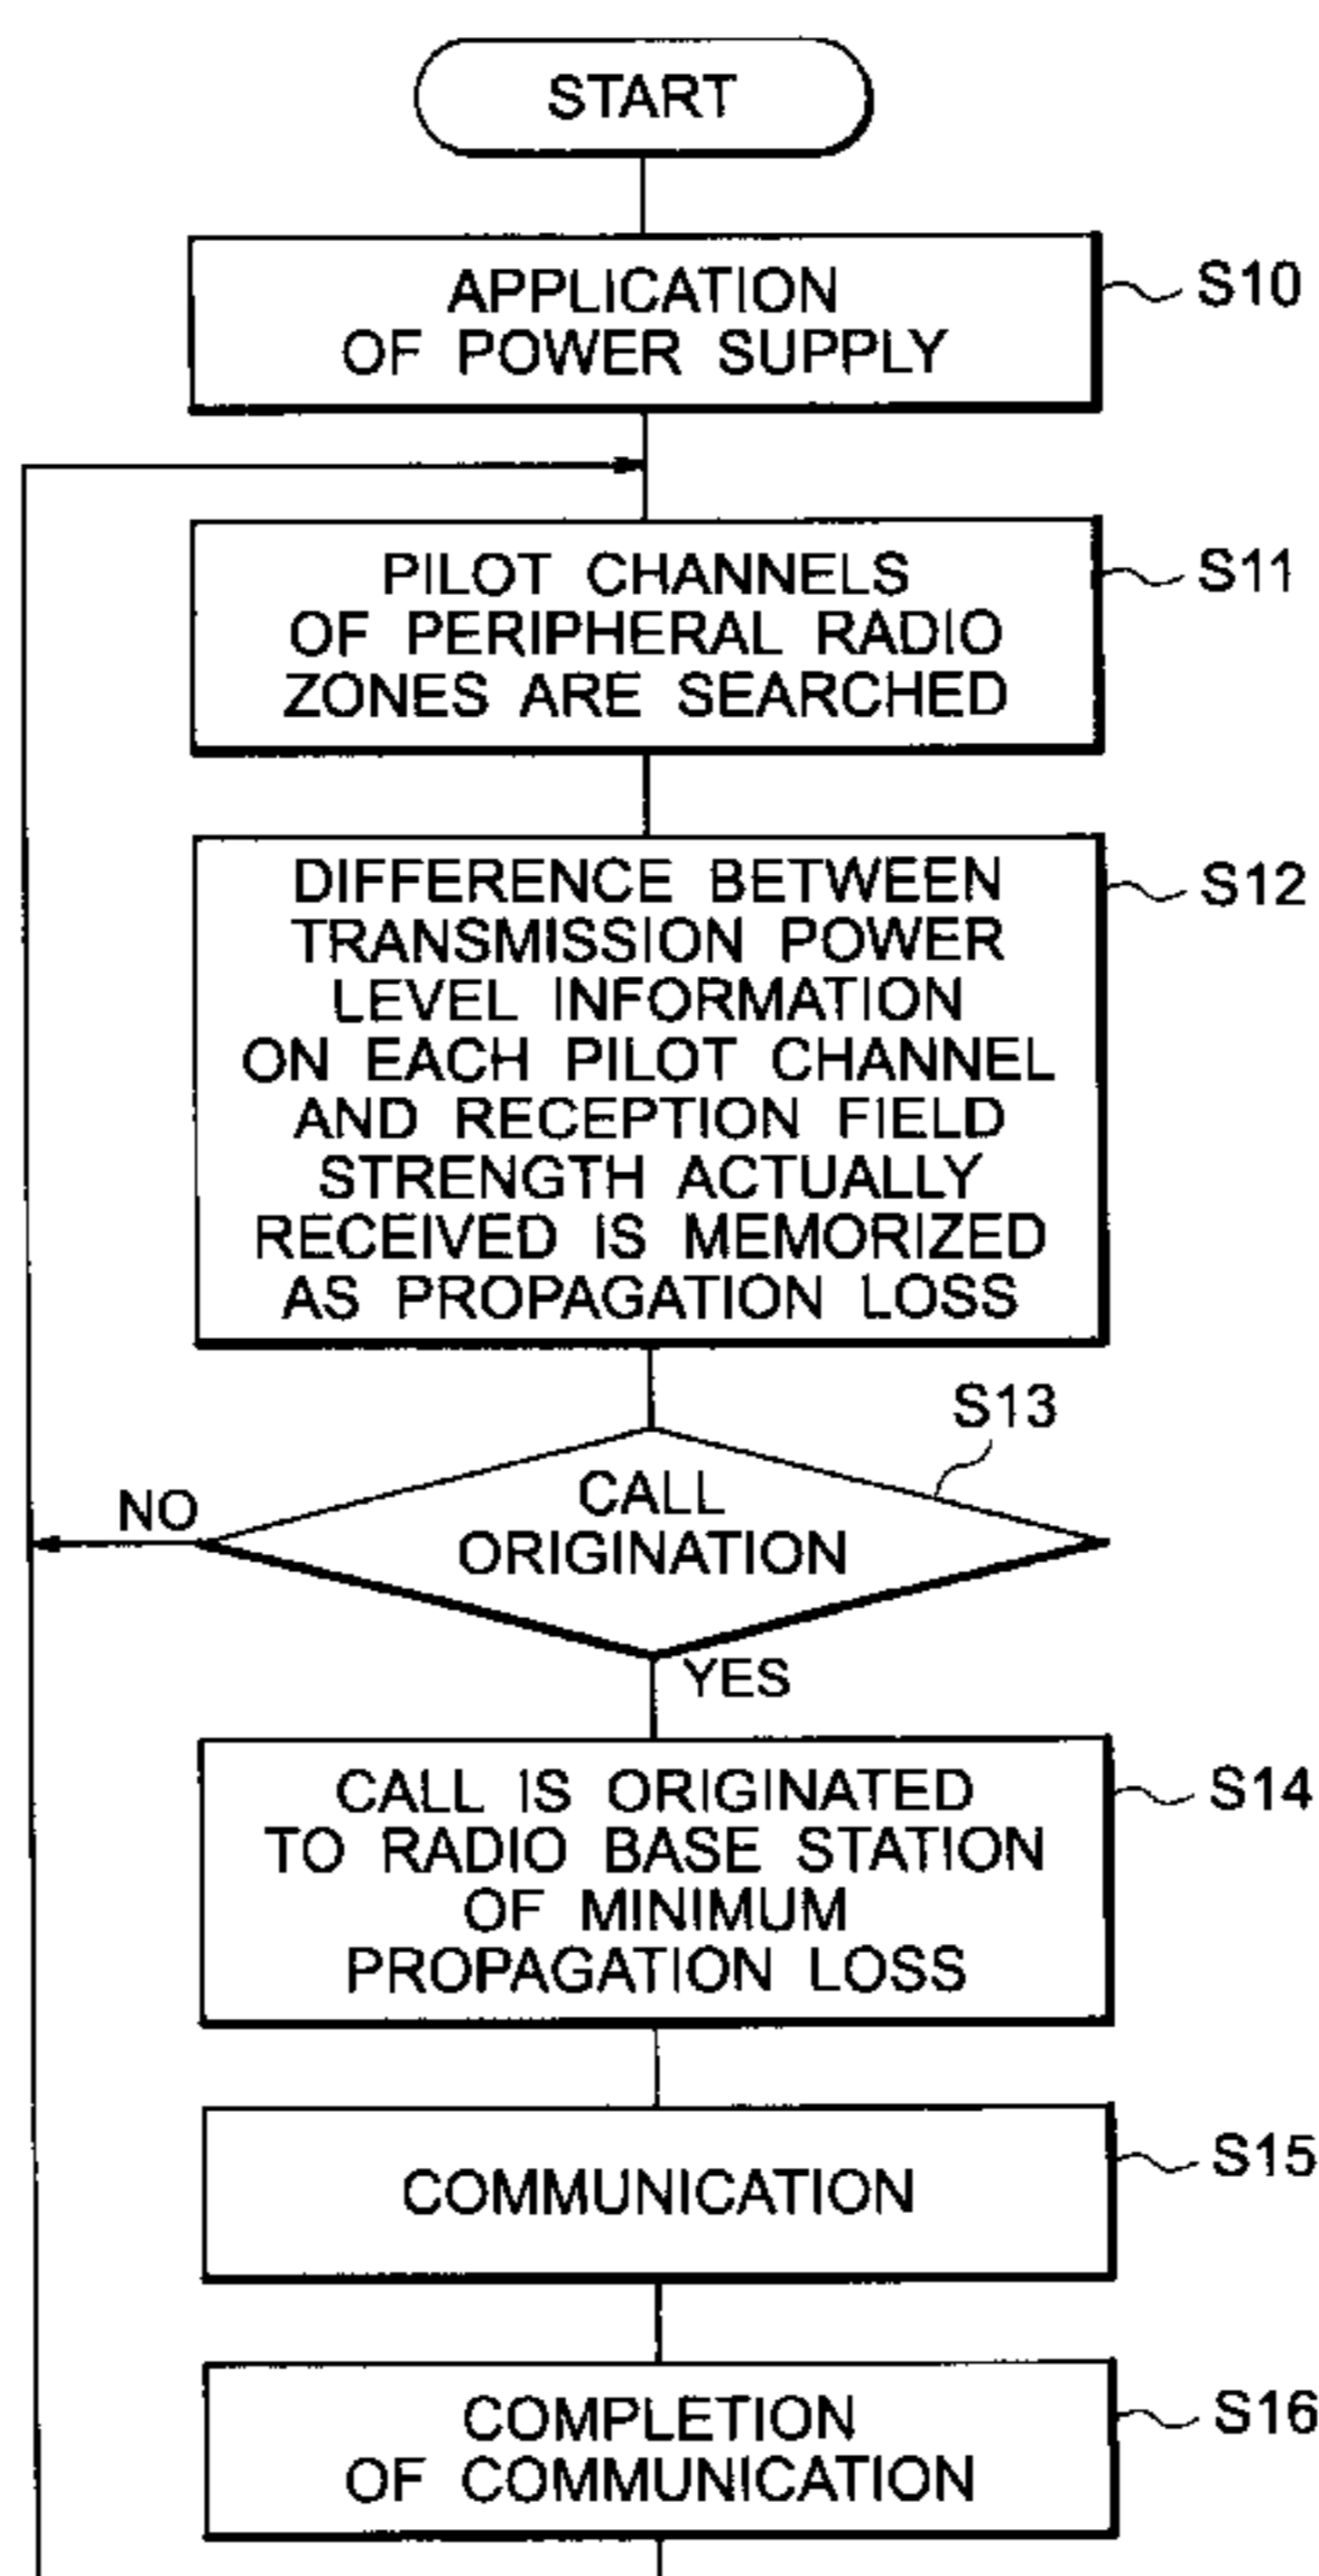 START
APPLICATION
OF POWER SUPPLY
S10
PILOT CHANNELS
OF PERIPHERAL RADIO
ZONES ARE SEARCHED
S11
DIFFERENCE BETWEEN
TRANSMISSION POWER
LEVEL INFORMATION
ON EACH PILOT CHANNEL
AND RECEPTION FIELD
STRENGTH ACTUALLY
RECEIVED IS MEMORIZED
AS PROPAGATION LOSS
S12
S13
CALL
ORIGINATION
NO
YES
CALL IS ORIGINATED
TO RADIO BASE STATION
OF MINIMUM
PROPAGATION LOSS
S14
COMMUNICATION
S15
COMPLETION
OF COMMUNICATION
S16